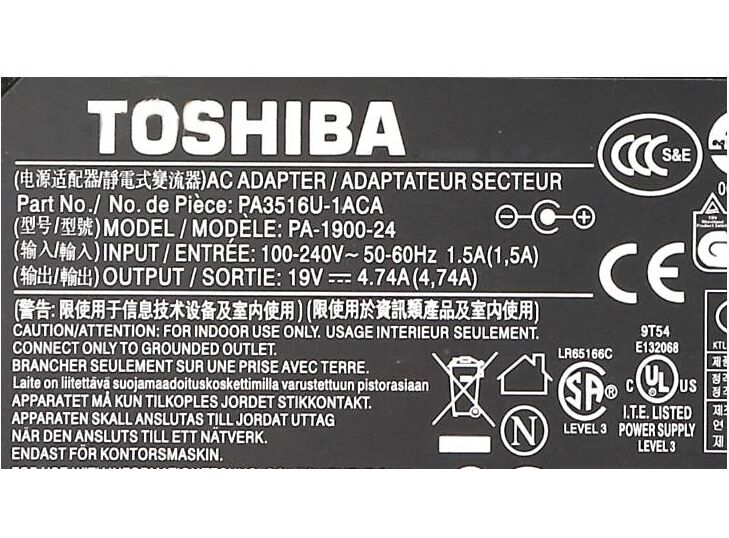 TOSHIBA
(电源适配器/靜電式變流器)AC ADAPTER / ADAPTATEUR SECTEUR
Part No./ No. de Pièce: PA3516U-1ACA
(型号/型號) MODEL / MODÈLE: PA-1900-24
(输入/輸入) INPUT / ENTRÉE: 100-240V~ 50-60Hz 1.5A(1,5A)
(输出/輸出) OUTPUT / SORTIE: 19V⎓ 4.74A(4,74A)
(警告: 限使用于信息技术设备及室内使用) (限使用於資訊類產品及室内使用)
CAUTION/ATTENTION: FOR INDOOR USE ONLY. USAGE INTERIEUR SEULEMENT.
CONNECT ONLY TO GROUNDED OUTLET.
BRANCHER SEULEMENT SUR UNE PRISE AVEC TERRE.
Laite on liitettävä suojamaadoituskoskettimilla varustettuun pistorasiaan
APPARATET MÅ KUN TILKOPLES JORDET STIKKONTAKT.
APPARATEN SKALL ANSLUTAS TILL JORDAT UTTAG
NÄR DEN ANSLUTS TILL ETT NÄTVERK.
ENDAST FÖR KONTORSMASKIN.
CCC S&E
CE
LR65166C
SA
LEVEL 3
N
9T54
E132068
c UL US
I.T.E. LISTED
POWER SUPPLY
LEVEL 3
KTL